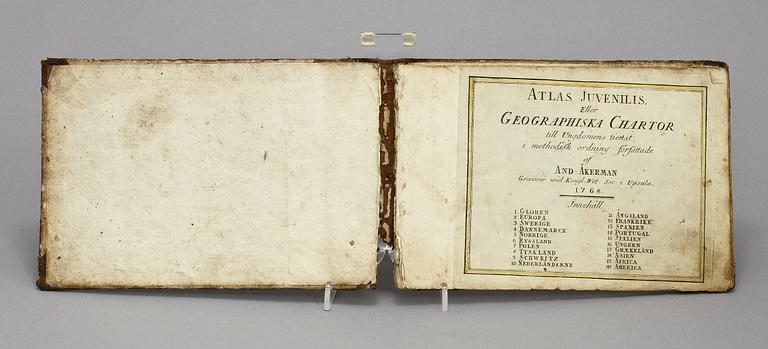 ATLAS JUVENILIS,
Eller
GEOGRAPHISKA CHARTOR
till Ungdomens tienst,
i methodisk ordning författade
af
AND: ÅKERMAN
Graveur wid Kongl. Wet. Soc: i Upsala.
1768.
Innehåll
1 GLOBEN
2 EUROPA
3 SWERIGE
4 DANNEMARCK
5 NORRIGE
6 RYSSLAND
7 POLEN
8 TYSKLAND
9 SCHWEITZ
10 NEDERLÄNDERNE
11 ÄNGELAND
12 FRANKRIKE
13 SPANIEN
14 PORTUGAL
15 ITALIEN
16 UNGERN
17 GRÆKELAND
18 ASIEN
19 AFRICA
20 AMERICA